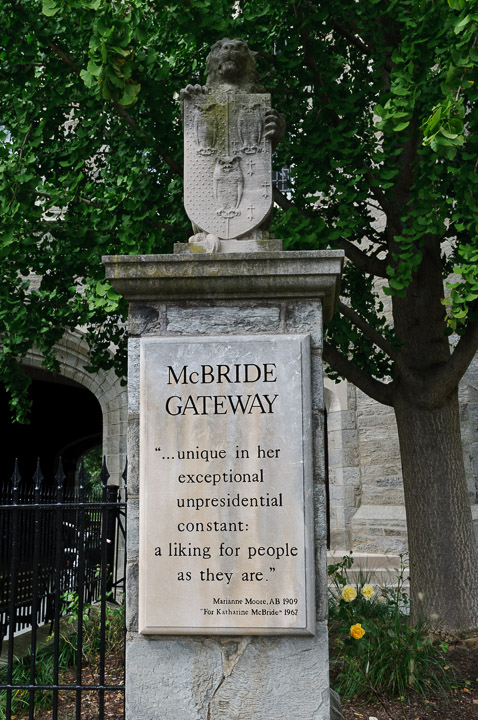 McBRIDE
GATEWAY
"...unique in her
exceptional
unpresidential
constant:
a liking for people
as they are."
Marianne Moore, AB 1909
"For Katharine McBride" 1967